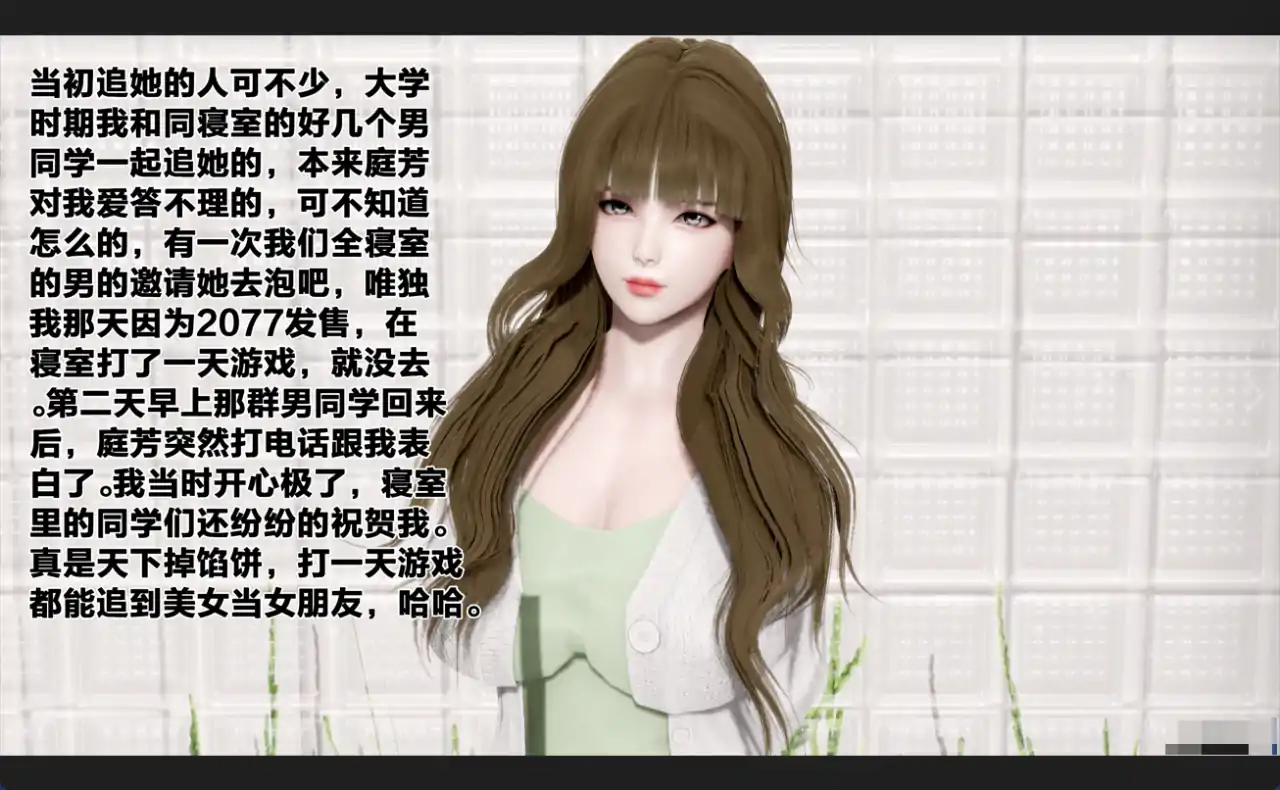 当初追她的人可不少，大学
时期我和同寝室的好几个男
同学一起追她的，本来庭芳
对我爱答不理的，可不知道
怎么的，有一次我们全寝室
的男的邀请她去泡吧，唯独
我那天因为2077发售，在
寝室打了一天游戏，就没去
。第二天早上那群男同学回来
后，庭芳突然打电话跟我表
白了。我当时开心极了，寝室
里的同学们还纷纷的祝贺我。
真是天下掉馅饼，打一天游戏
都能追到美女当女朋友，哈哈。